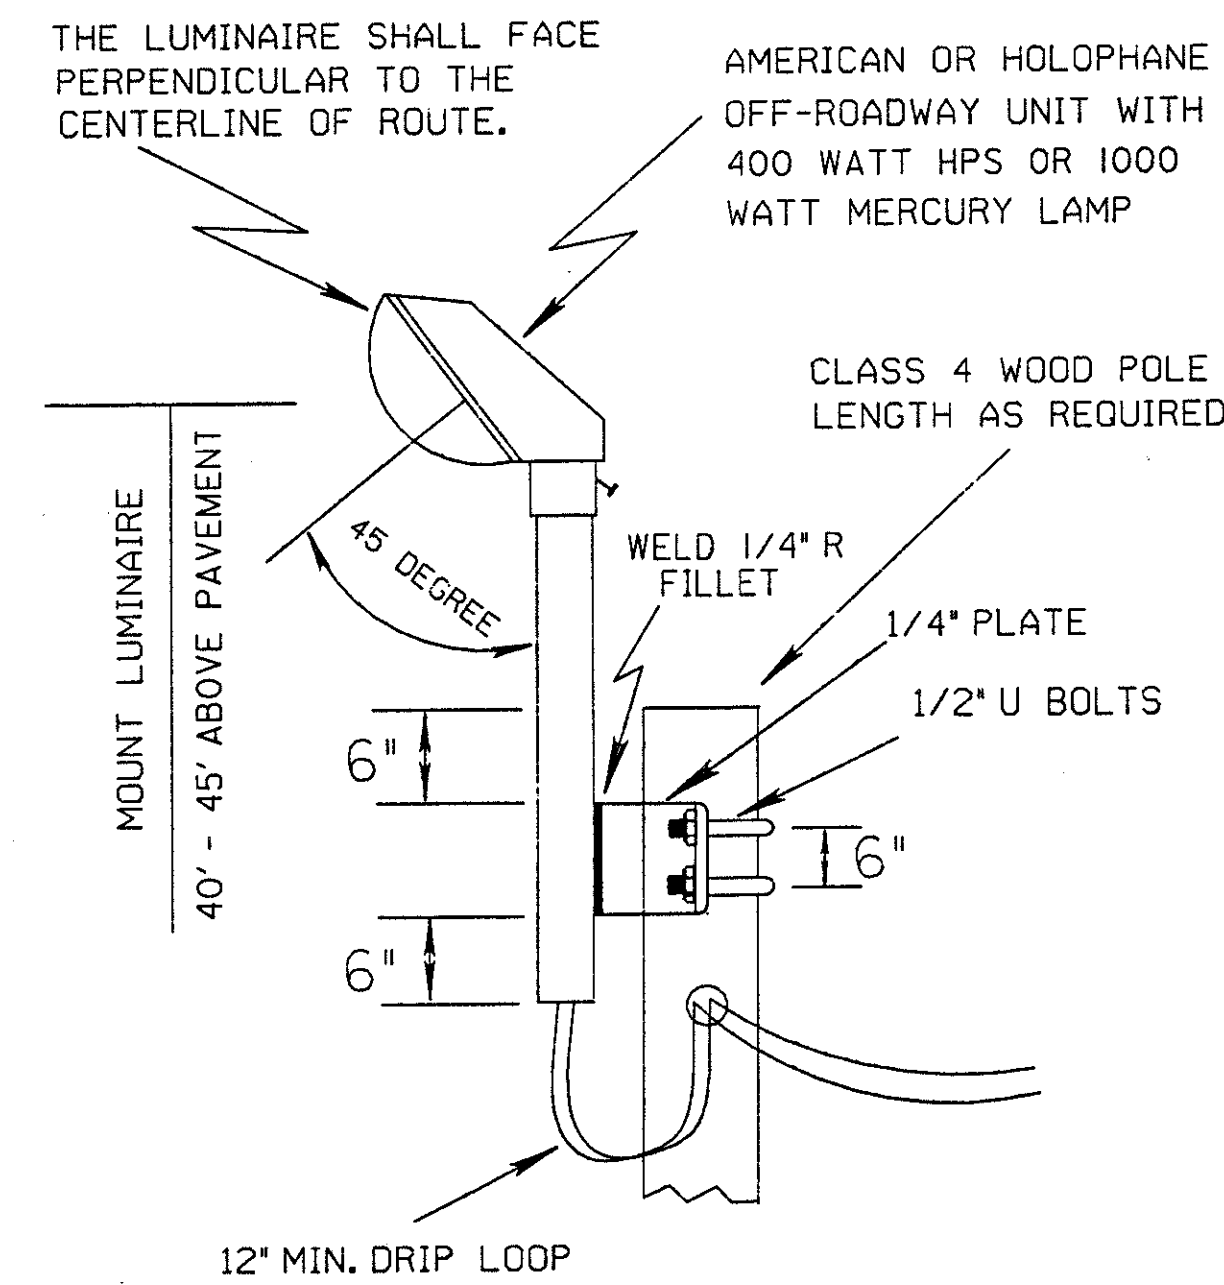 THE LUMINAIRE SHALL FACE
PERPENDICULAR TO THE
CENTERLINE OF ROUTE.
AMERICAN OR HOLOPHANE
OFF-ROADWAY UNIT WITH
400 WATT HPS OR 1000
WATT MERCURY LAMP
CLASS 4 WOOD POLE
LENGTH AS REQUIRED
MOUNT LUMINAIRE
40' - 45' ABOVE PAVEMENT
45 DEGREE
WELD 1/4" R
FILLET
1/4" PLATE
1/2" U BOLTS
6"
6"
6"
12" MIN. DRIP LOOP